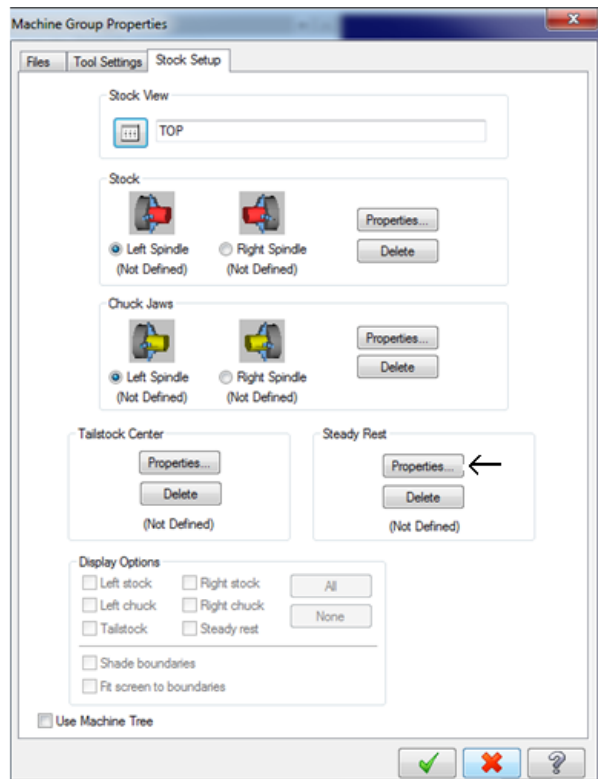 Machine Group Properties
Files Tool Settings Stock Setup
Stock View
TOP
Stock
Left Spindle Right Spindle
(Not Defined) (Not Defined)
Properties...
Delete
Chuck Jaws
Left Spindle Right Spindle
(Not Defined) (Not Defined)
Properties...
Delete
Tailstock Center
Properties...
Delete
(Not Defined)
Steady Rest
Properties...
Delete
(Not Defined)
Display Options
Left stock Right stock All
Left chuck Right chuck None
Tailstock Steady rest
Shade boundaries
Fit screen to boundaries
Use Machine Tree